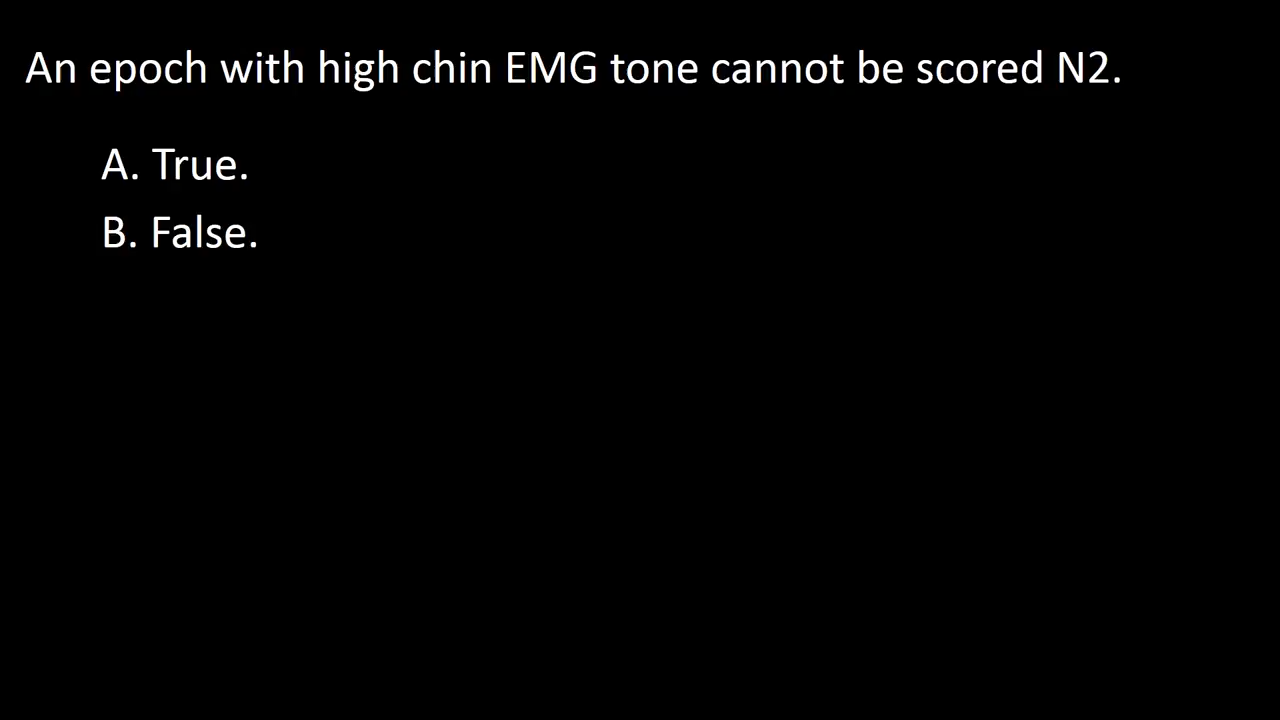 An epoch with high chin EMG tone cannot be scored N2.
A. True.
B. False.